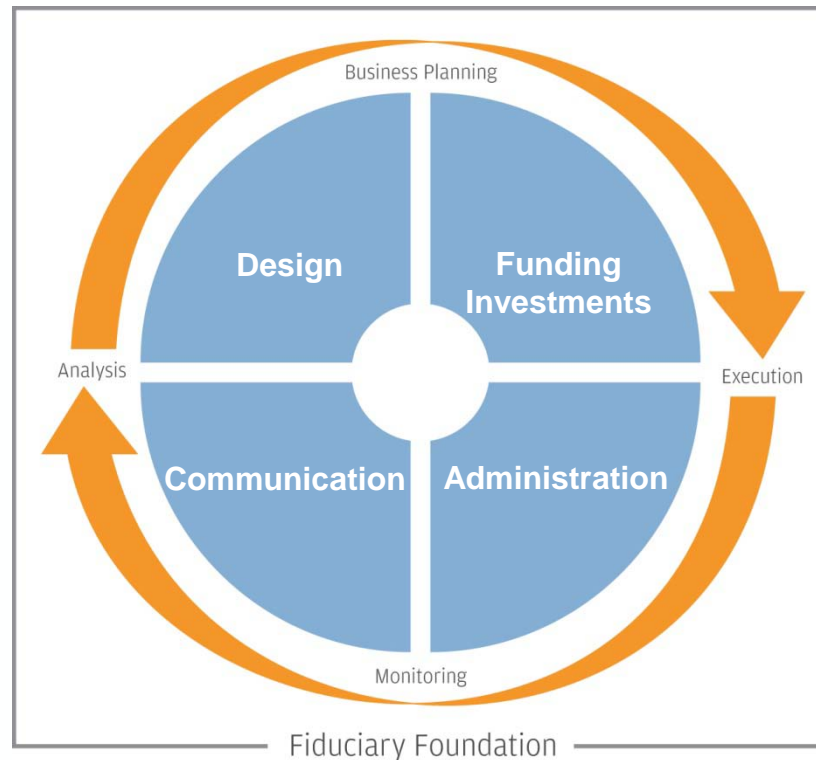 Business Planning
Design
Funding
Investments
Analysis
Execution
Communication
Administration
Monitoring
Fiduciary Foundation